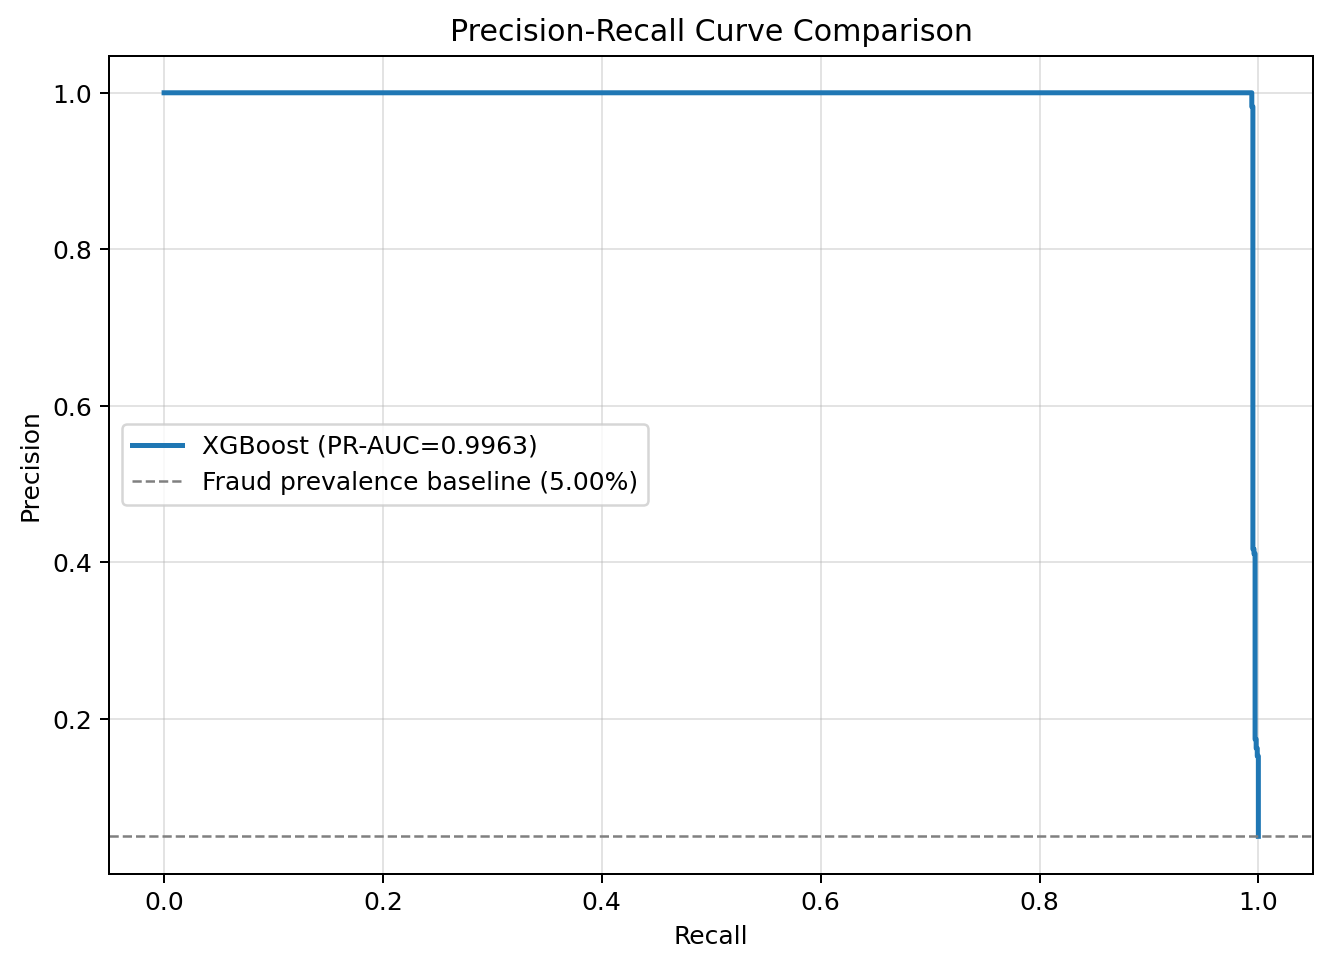 Precision-Recall Curve Comparison
1.0
0.8
0.6
0.4
0.2
Precision
XGBoost (PR-AUC=0.9963)
Fraud prevalence baseline (5.00%)
0.0 0.2 0.4 0.6 0.8 1.0
Recall